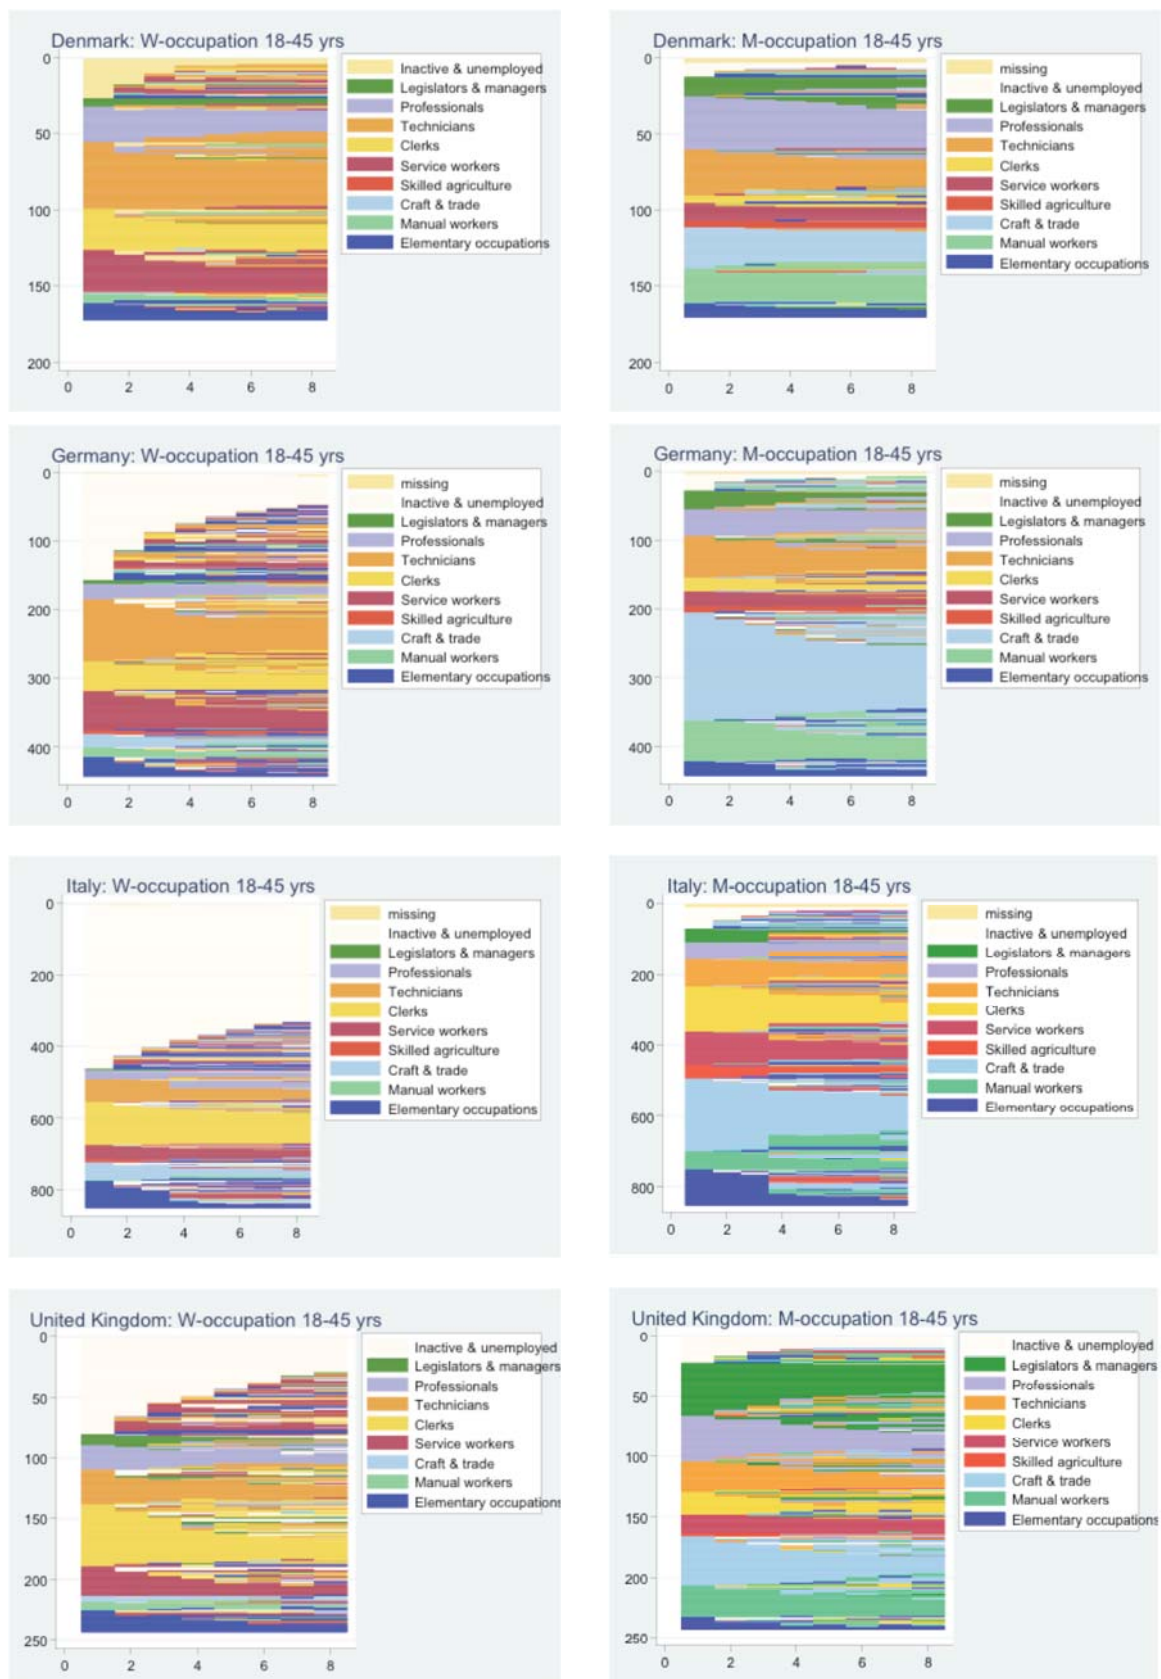 Denmark: W-occupation 18-45 yrs
0
50
100
150
200
0 2 4 6 8
Inactive & unemployed
Legislators & managers
Professionals
Technicians
Clerks
Service workers
Skilled agriculture
Craft & trade
Manual workers
Elementary occupations
Denmark: M-occupation 18-45 yrs
0
50
100
150
200
0 2 4 6 8
missing
Inactive & unemployed
Legislators & managers
Professionals
Technicians
Clerks
Service workers
Skilled agriculture
Craft & trade
Manual workers
Elementary occupations
Germany: W-occupation 18-45 yrs
0
100
200
300
400
0 2 4 6 8
missing
Inactive & unemployed
Legislators & managers
Professionals
Technicians
Clerks
Service workers
Skilled agriculture
Craft & trade
Manual workers
Elementary occupations
Germany: M-occupation 18-45 yrs
0
100
200
300
400
0 2 4 6 8
missing
Inactive & unemployed
Legislators & managers
Professionals
Technicians
Clerks
Service workers
Skilled agriculture
Craft & trade
Manual workers
Elementary occupations
Italy: W-occupation 18-45 yrs
0
200
400
600
800
0 2 4 6 8
missing
Inactive & unemployed
Legislators & managers
Professionals
Technicians
Clerks
Service workers
Skilled agriculture
Craft & trade
Manual workers
Elementary occupations
Italy: M-occupation 18-45 yrs
0
200
400
600
800
0 2 4 6 8
missing
Inactive & unemployed
Legislators & managers
Professionals
Technicians
Clerks
Service workers
Skilled agriculture
Craft & trade
Manual workers
Elementary occupations
United Kingdom: W-occupation 18-45 yrs
0
50
100
150
200
250
0 2 4 6 8
Inactive & unemployed
Legislators & managers
Professionals
Technicians
Clerks
Service workers
Craft & trade
Manual workers
Elementary occupations
United Kingdom: M-occupation 18-45 yrs
0
50
100
150
200
250
0 2 4 6 8
Inactive & unemployed
Legislators & managers
Professionals
Technicians
Clerks
Service workers
Skilled agriculture
Craft & trade
Manual workers
Elementary occupations